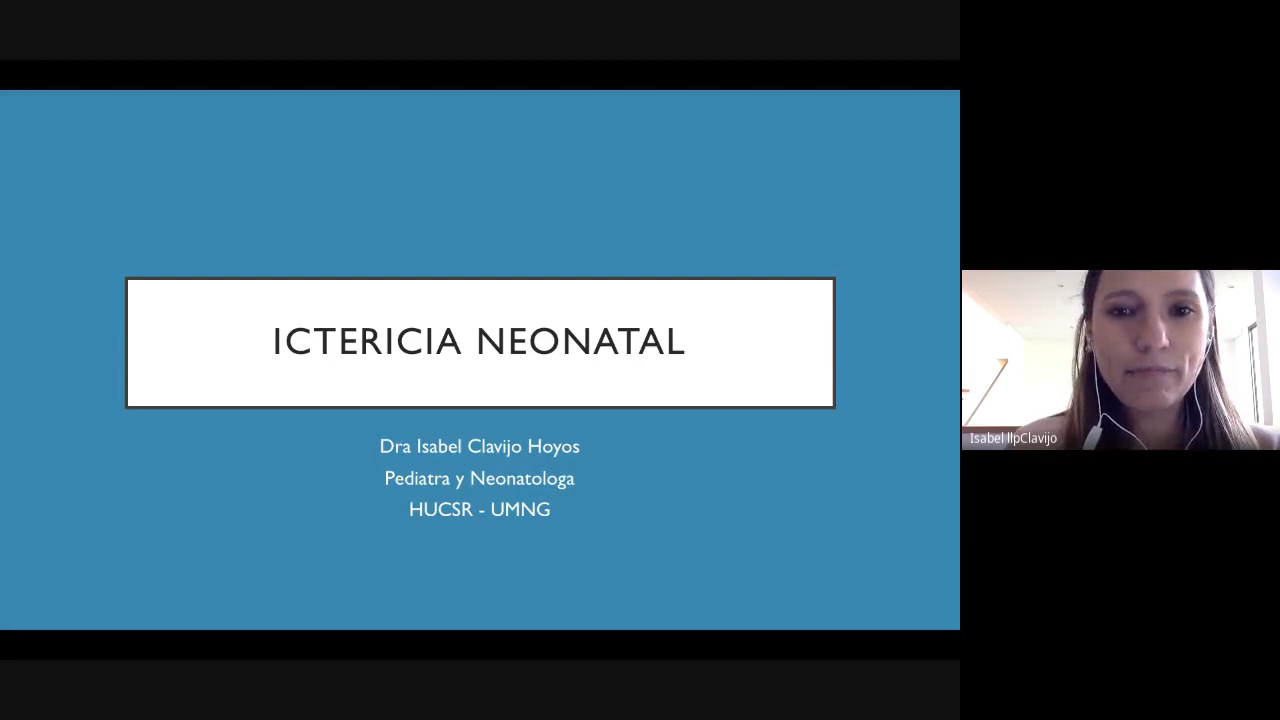 ICTERICIA NEONATAL
Dra Isabel Clavijo Hoyos
Pediatra y Neonatologa
HUCSR - UMNG
Isabel llpClavijo